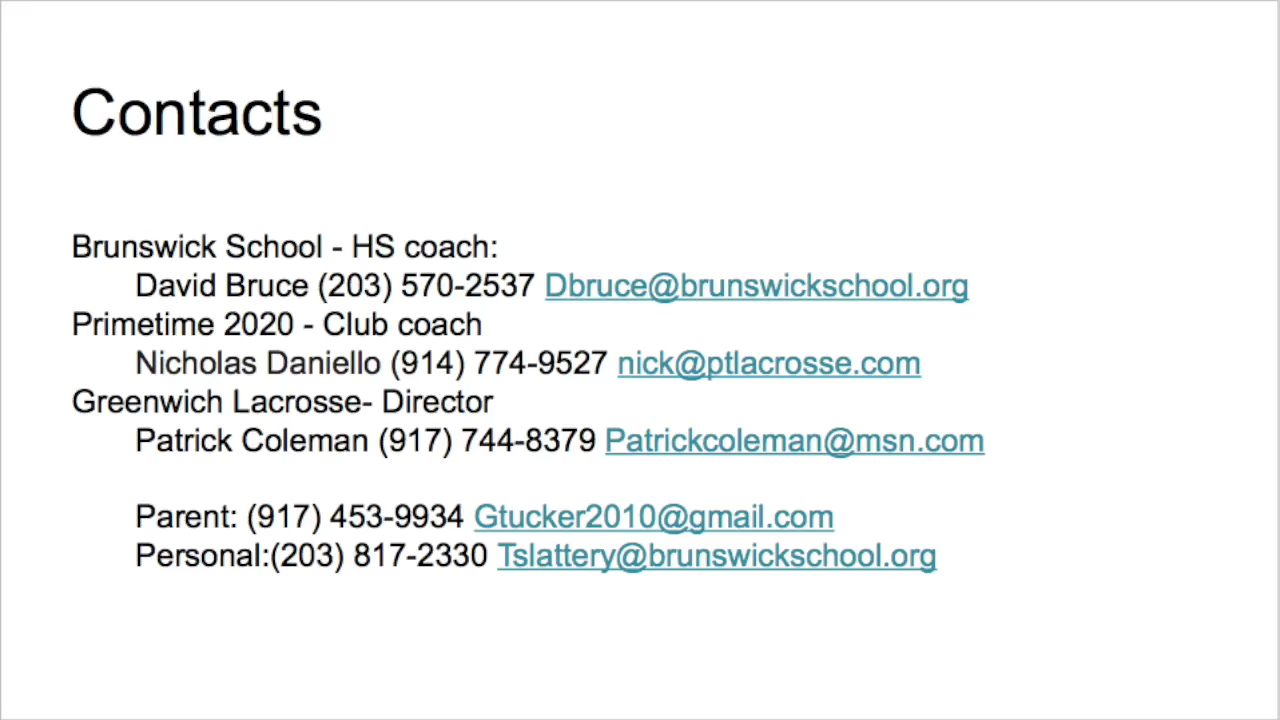 Contacts
Brunswick School - HS coach:
David Bruce (203) 570-2537 Dbruce@brunswickschool.org
Primetime 2020 - Club coach
Nicholas Daniello (914) 774-9527 nick@ptlacrosse.com
Greenwich Lacrosse- Director
Patrick Coleman (917) 744-8379 Patrickcoleman@msn.com
Parent: (917) 453-9934 Gtucker2010@gmail.com
Personal:(203) 817-2330 Tslattery@brunswickschool.org